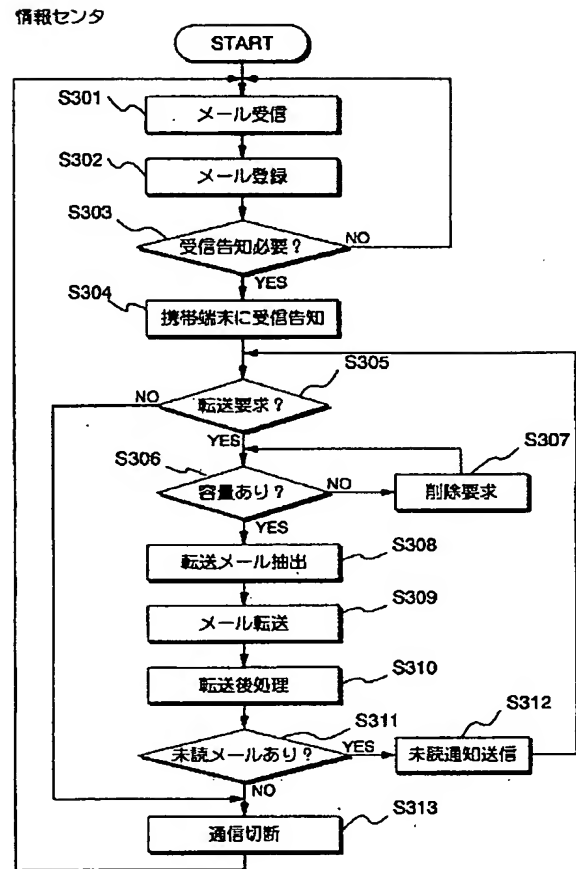 情報センタ
START
S301
メール受信
S302
メール登録
S303
受信告知必要？
NO
YES
S304
携帯端末に受信告知
S305
NO
転送要求？
YES
S306
S307
容量あり？
NO
削除要求
YES
転送メール抽出
S308
メール転送
S309
転送後処理
S310
S311
S312
未読メールあり？
YES
未読通知送信
NO
S313
通信切断